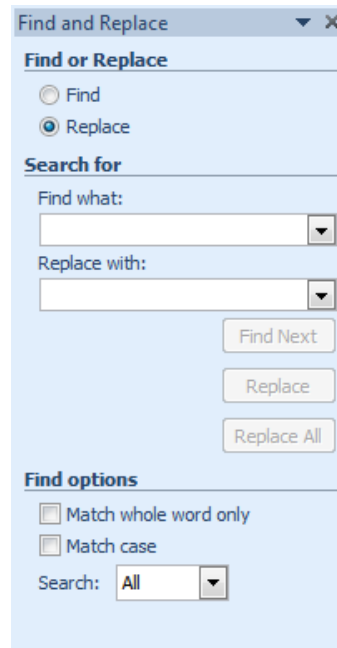 Find and Replace
Find or Replace
Find
Replace
Search for
Find what:
Replace with:
Find Next
Replace
Replace All
Find options
Match whole word only
Match case
Search: All